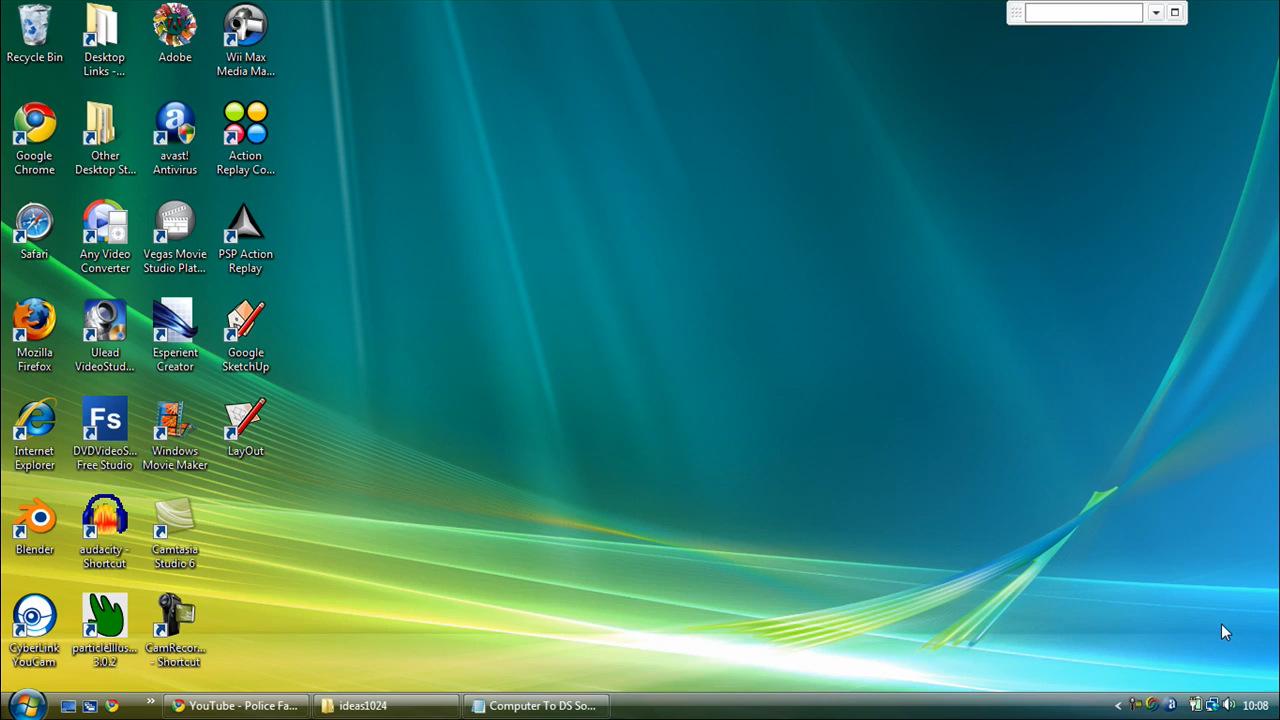 Recycle Bin
Desktop
Links -...
Adobe
Wii Max
Media Ma...
Google
Chrome
Other
Desktop St...
avast!
Antivirus
Action
Replay Co...
Safari
Any Video
Converter
Vegas Movie
Studio Plat...
PSP Action
Replay
Mozilla
Firefox
Ulead
VideoStud...
Esperient
Creator
Google
SketchUp
Internet
Explorer
Fs
DVDVideoS...
Free Studio
Windows
Movie Maker
LayOut
Blender
audacity -
Shortcut
Camtasia
Studio 6
CyberLink
YouCam
particleIllus...
3.0.2
CamRecor...
- Shortcut
YouTube - Police Fa...
ideas1024
Computer To DS So...
10:08